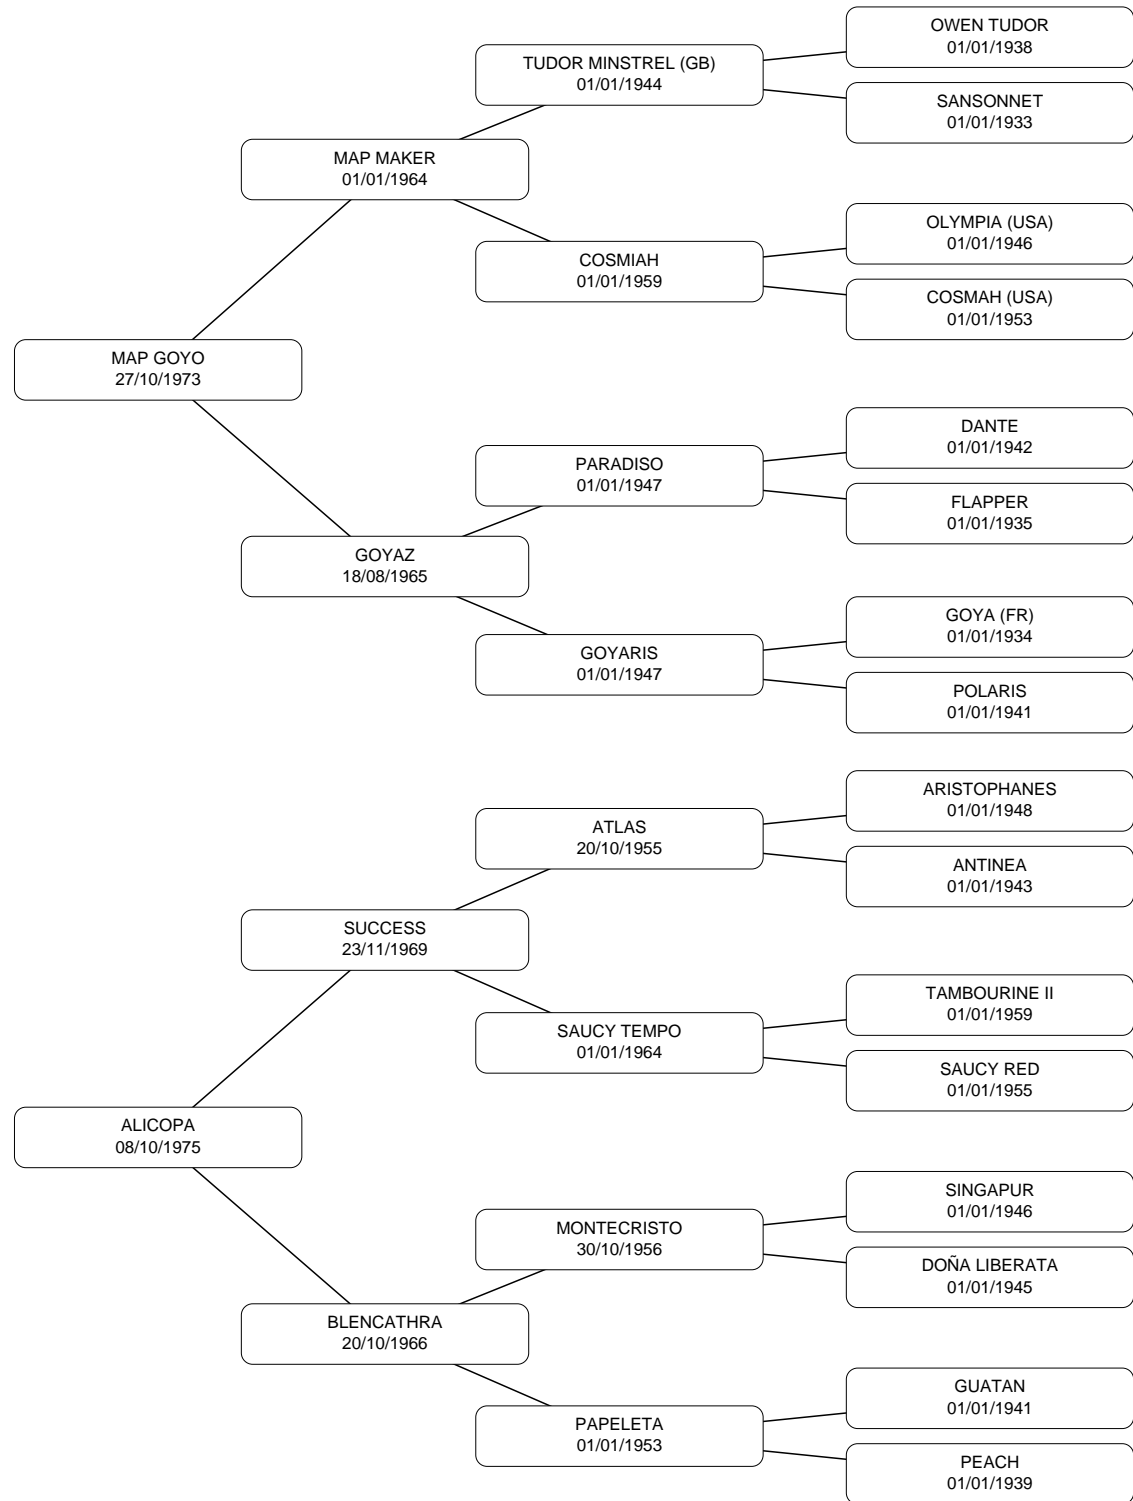 OWEN TUDOR
01/01/1938
TUDOR MINSTREL (GB)
01/01/1944
SANSONNET
01/01/1933
MAP MAKER
01/01/1964
OLYMPIA (USA)
01/01/1946
COSMIAH
01/01/1959
COSMAH (USA)
01/01/1953
MAP GOYO
27/10/1973
DANTE
01/01/1942
PARADISO
01/01/1947
FLAPPER
01/01/1935
GOYAZ
18/08/1965
GOYA (FR)
01/01/1934
GOYARIS
01/01/1947
POLARIS
01/01/1941
ARISTOPHANES
01/01/1948
ATLAS
20/10/1955
ANTINEA
01/01/1943
SUCCESS
23/11/1969
TAMBOURINE II
01/01/1959
SAUCY TEMPO
01/01/1964
SAUCY RED
01/01/1955
ALICOPA
08/10/1975
SINGAPUR
01/01/1946
MONTECRISTO
30/10/1956
DOÑA LIBERATA
01/01/1945
BLENCATHRA
20/10/1966
GUATAN
01/01/1941
PAPELETA
01/01/1953
PEACH
01/01/1939